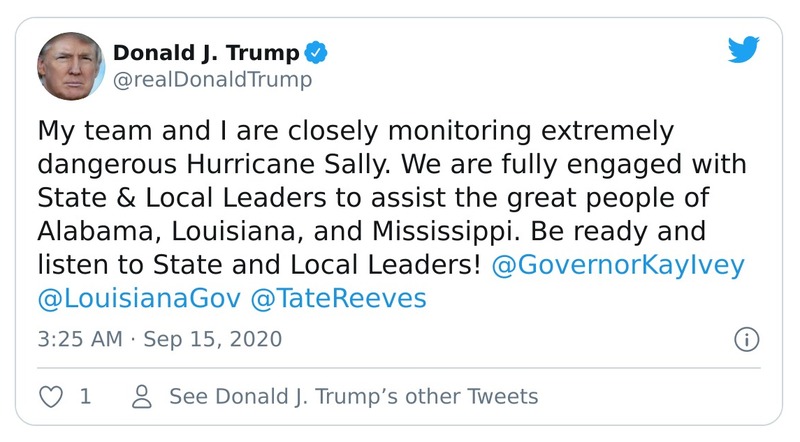 Donald J. Trump
@realDonaldTrump
My team and I are closely monitoring extremely
dangerous Hurricane Sally. We are fully engaged with
State & Local Leaders to assist the great people of
Alabama, Louisiana, and Mississippi. Be ready and
listen to State and Local Leaders! @GovernorKayIvey
@LouisianaGov @TateReeves
3:25 AM · Sep 15, 2020
1 See Donald J. Trump’s other Tweets